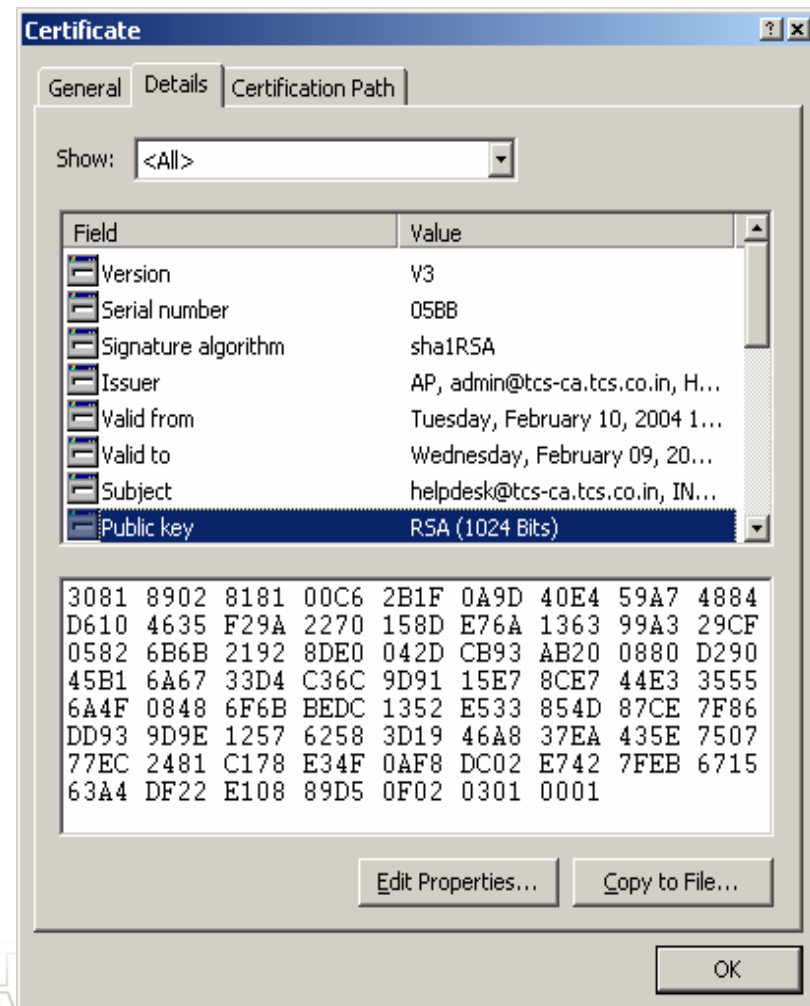 Certificate
General Details Certification Path
Show: <All>
Field Value
Version V3
Serial number 05BB
Signature algorithm sha1RSA
Issuer AP, admin@tcs-ca.tcs.co.in, H...
Valid from Tuesday, February 10, 2004 1...
Valid to Wednesday, February 09, 20...
Subject helpdesk@tcs-ca.tcs.co.in, IN...
Public key RSA (1024 Bits)
3081 8902 8181 00C6 2B1F 0A9D 40E4 59A7 4884
D610 4635 F29A 2270 158D E76A 1363 99A3 29CF
0582 6B6B 2192 8DE0 042D CB93 AB20 0880 D290
45B1 6A67 33D4 C36C 9D91 15E7 8CE7 44E3 3555
6A4F 0848 6F6B BEDC 1352 E533 854D 87CE 7F86
DD93 9D9E 1257 6258 3D19 46A8 37EA 435E 7507
77EC 2481 C178 E34F 0AF8 DC02 E742 7FEB 6715
63A4 DF22 E108 89D5 0F02 0301 0001
Edit Properties... Copy to File...
OK